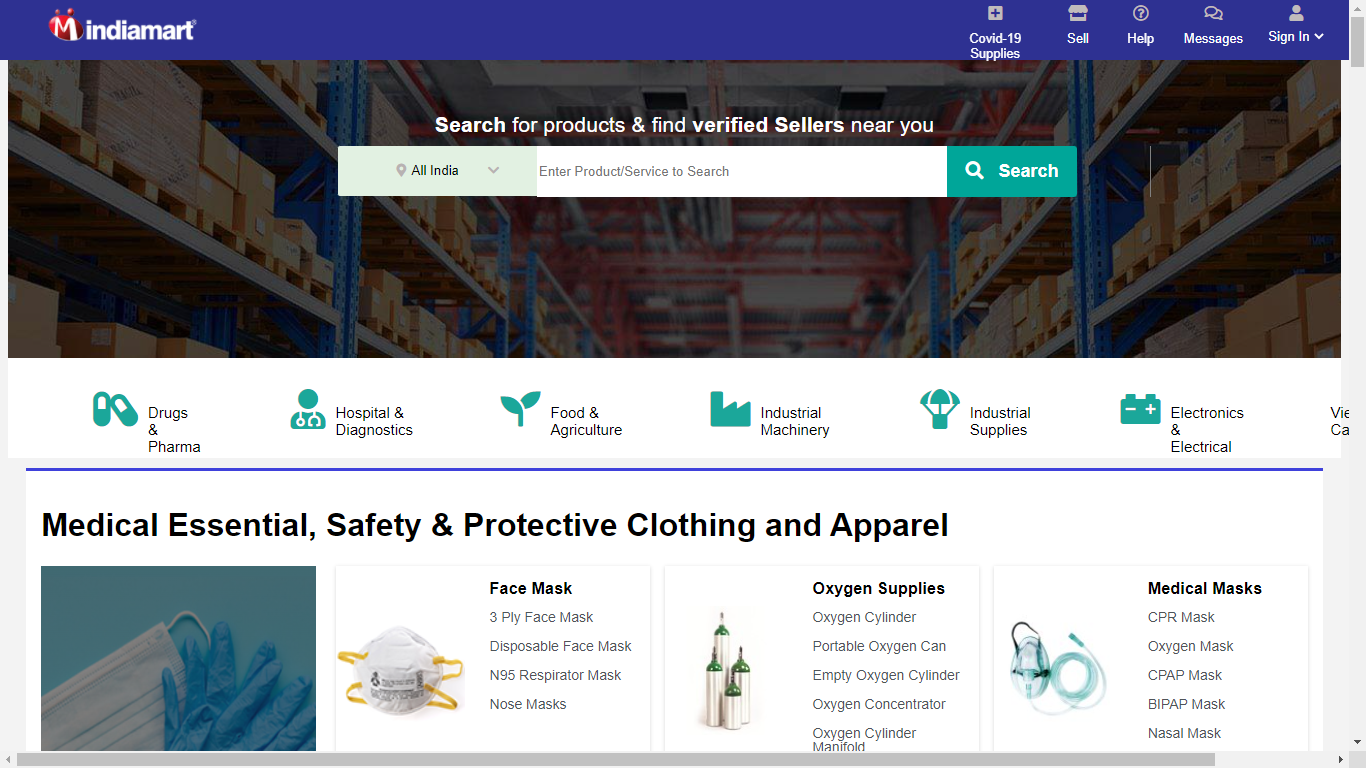 indiamart
Covid-19
Supplies
Sell
Help
Messages
Sign In
Search for products & find verified Sellers near you
All India
Enter Product/Service to Search
Search
Drugs
&
Pharma
Hospital &
Diagnostics
Food &
Agriculture
Industrial
Machinery
Industrial
Supplies
Electronics
&
Electrical
Vie
Ca
Medical Essential, Safety & Protective Clothing and Apparel
Face Mask
3 Ply Face Mask
Disposable Face Mask
N95 Respirator Mask
Nose Masks
Oxygen Supplies
Oxygen Cylinder
Portable Oxygen Can
Empty Oxygen Cylinder
Oxygen Concentrator
Oxygen Cylinder
Manifold
Medical Masks
CPR Mask
Oxygen Mask
CPAP Mask
BIPAP Mask
Nasal Mask